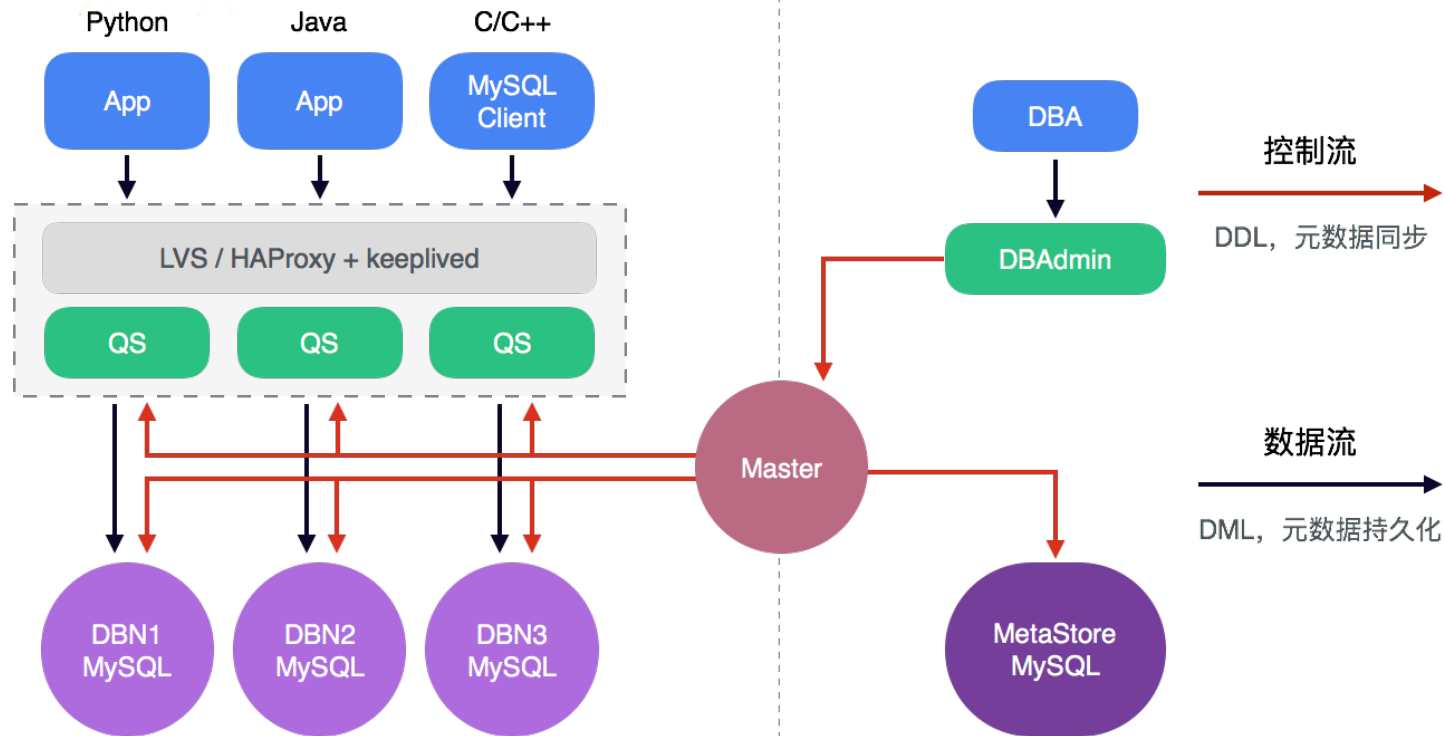 Python
Java
C/C++
App
App
MySQL
Client
LVS / HAProxy + keeplived
QS
QS
QS
DBN1
MySQL
DBN2
MySQL
DBN3
MySQL
Master
DBA
DBAdmin
MetaStore
MySQL
控制流
DDL，元数据同步
数据流
DML，元数据持久化